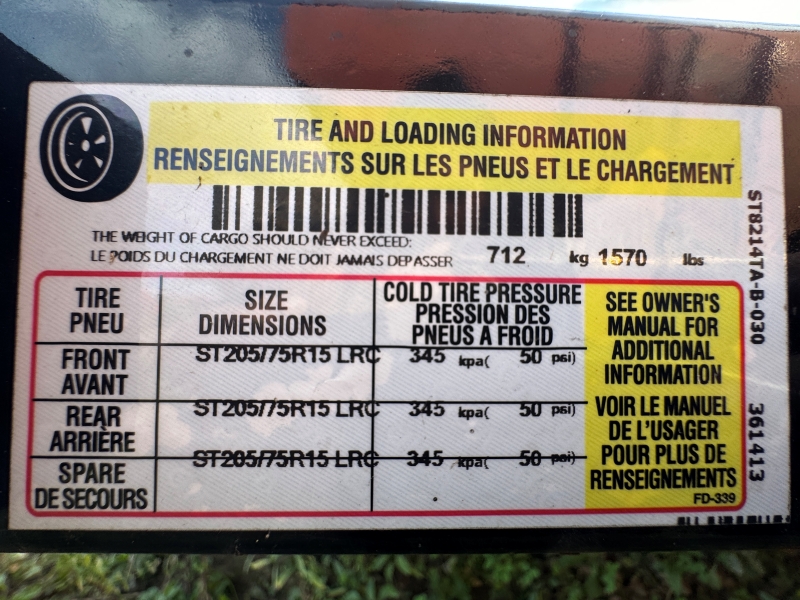 TIRE AND LOADING INFORMATION
RENSEIGNEMENTS SUR LES PNEUS ET LE CHARGEMENT
THE WEIGHT OF CARGO SHOULD NEVER EXCEED:
LE POIDS DU CHARGEMENT NE DOIT JAMAIS DEPASSER 712 kg 1570 lbs
TIRE
PNEU
SIZE
DIMENSIONS
COLD TIRE PRESSURE
PRESSION DES
PNEUS A FROID
FRONT
AVANT
ST205/75R15 LRC 345 kpa( 50 psi)
REAR
ARRIÈRE
ST205/75R15 LRC 345 kpa( 50 psi)
SPARE
DE SECOURS
ST205/75R15 LRC 345 kpa( 50 psi)
SEE OWNER'S
MANUAL FOR
ADDITIONAL
INFORMATION
VOIR LE MANUEL
DE L'USAGER
POUR PLUS DE
RENSEIGNEMENTS
FD-339
ST8214TA-B-030
361413